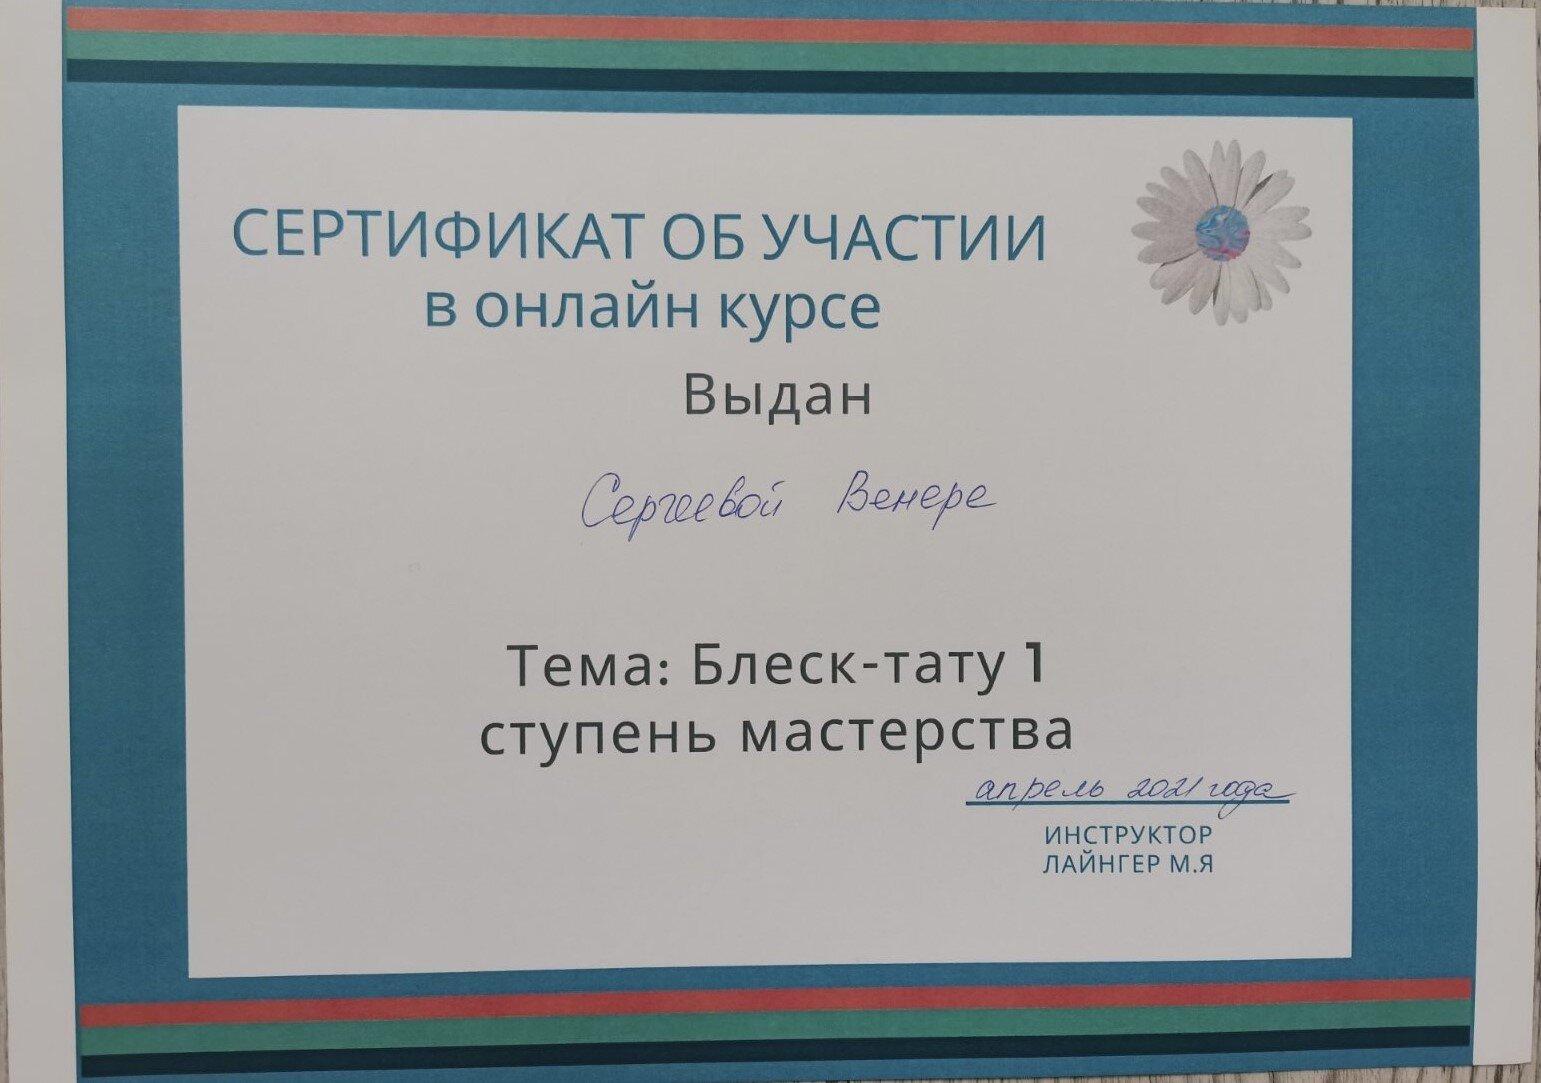 СЕРТИФИКАТ ОБ УЧАСТИИ
в онлайн курсе
Выдан
Сергеевой Венере
Тема: Блеск-тату 1
ступень мастерства
апрель 2021 года
ИНСТРУКТОР
ЛАЙНГЕР М.Я